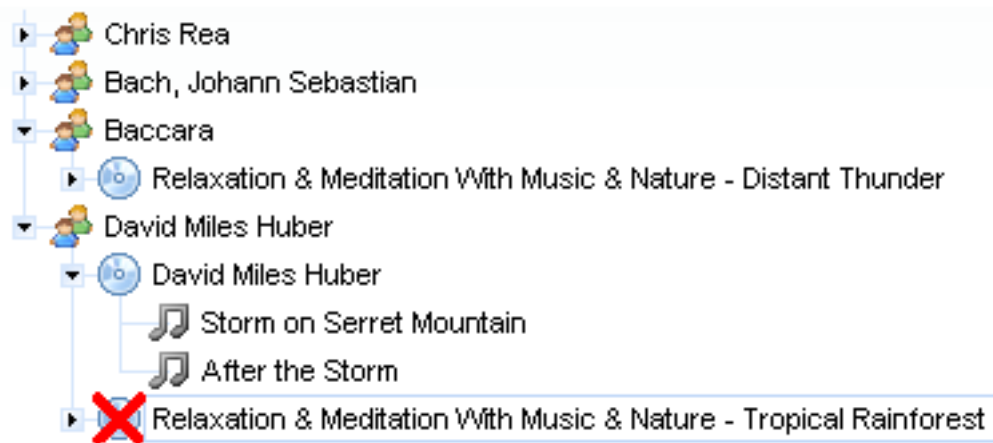 Chris Rea
Bach, Johann Sebastian
Baccara
Relaxation & Meditation With Music & Nature - Distant Thunder
David Miles Huber
David Miles Huber
Storm on Serret Mountain
After the Storm
Relaxation & Meditation With Music & Nature - Tropical Rainforest